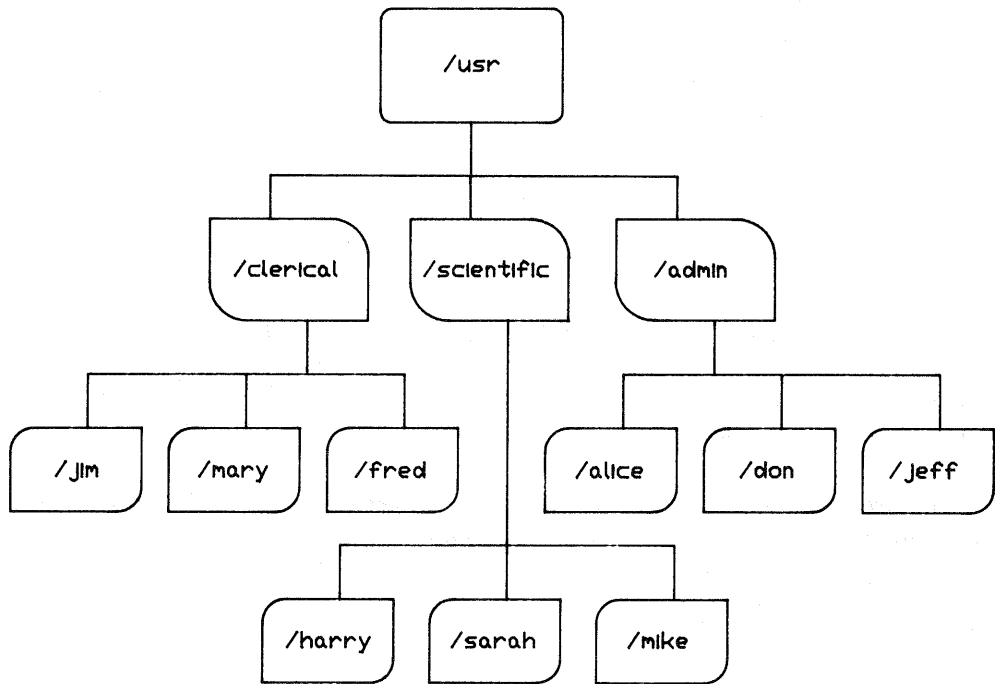 /usr
/clerical
/scientific
/admin
/jim
/mary
/fred
/alice
/don
/jeff
/harry
/sarah
/mike